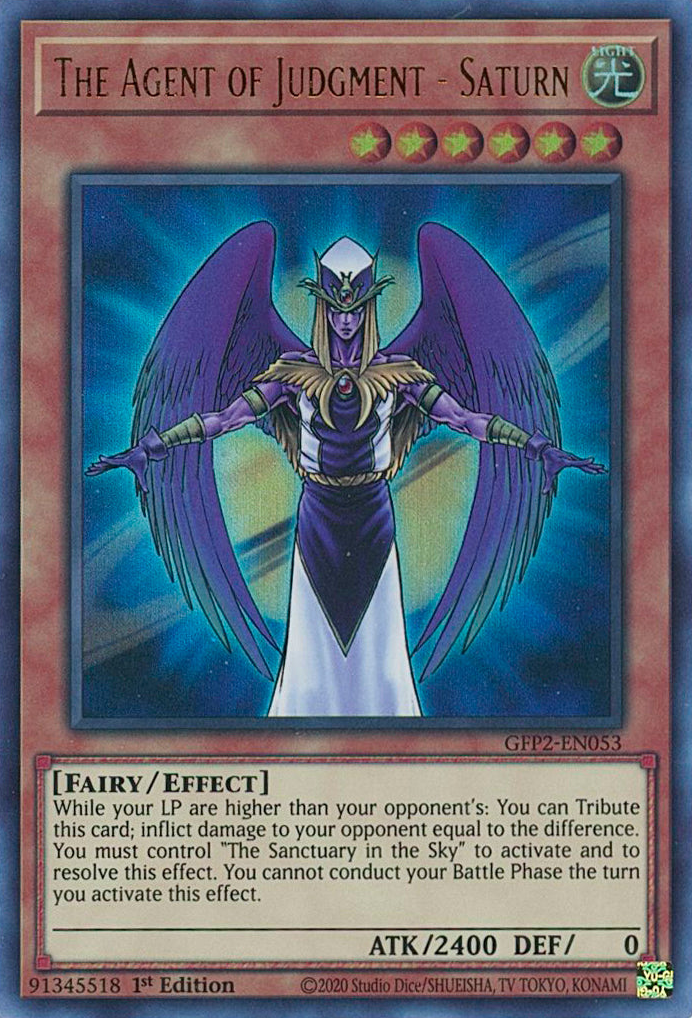 THE AGENT OF JUDGMENT - SATURN
LIGHT
光
GFP2-EN053
[FAIRY/EFFECT]
While your LP are higher than your opponent's: You can Tribute
this card; inflict damage to your opponent equal to the difference.
You must control "The Sanctuary in the Sky" to activate and to
resolve this effect. You cannot conduct your Battle Phase the turn
you activate this effect.
ATK/2400 DEF/ 0
91345518 1st Edition ©2020 Studio Dice/SHUEISHA, TV TOKYO, KONAMI